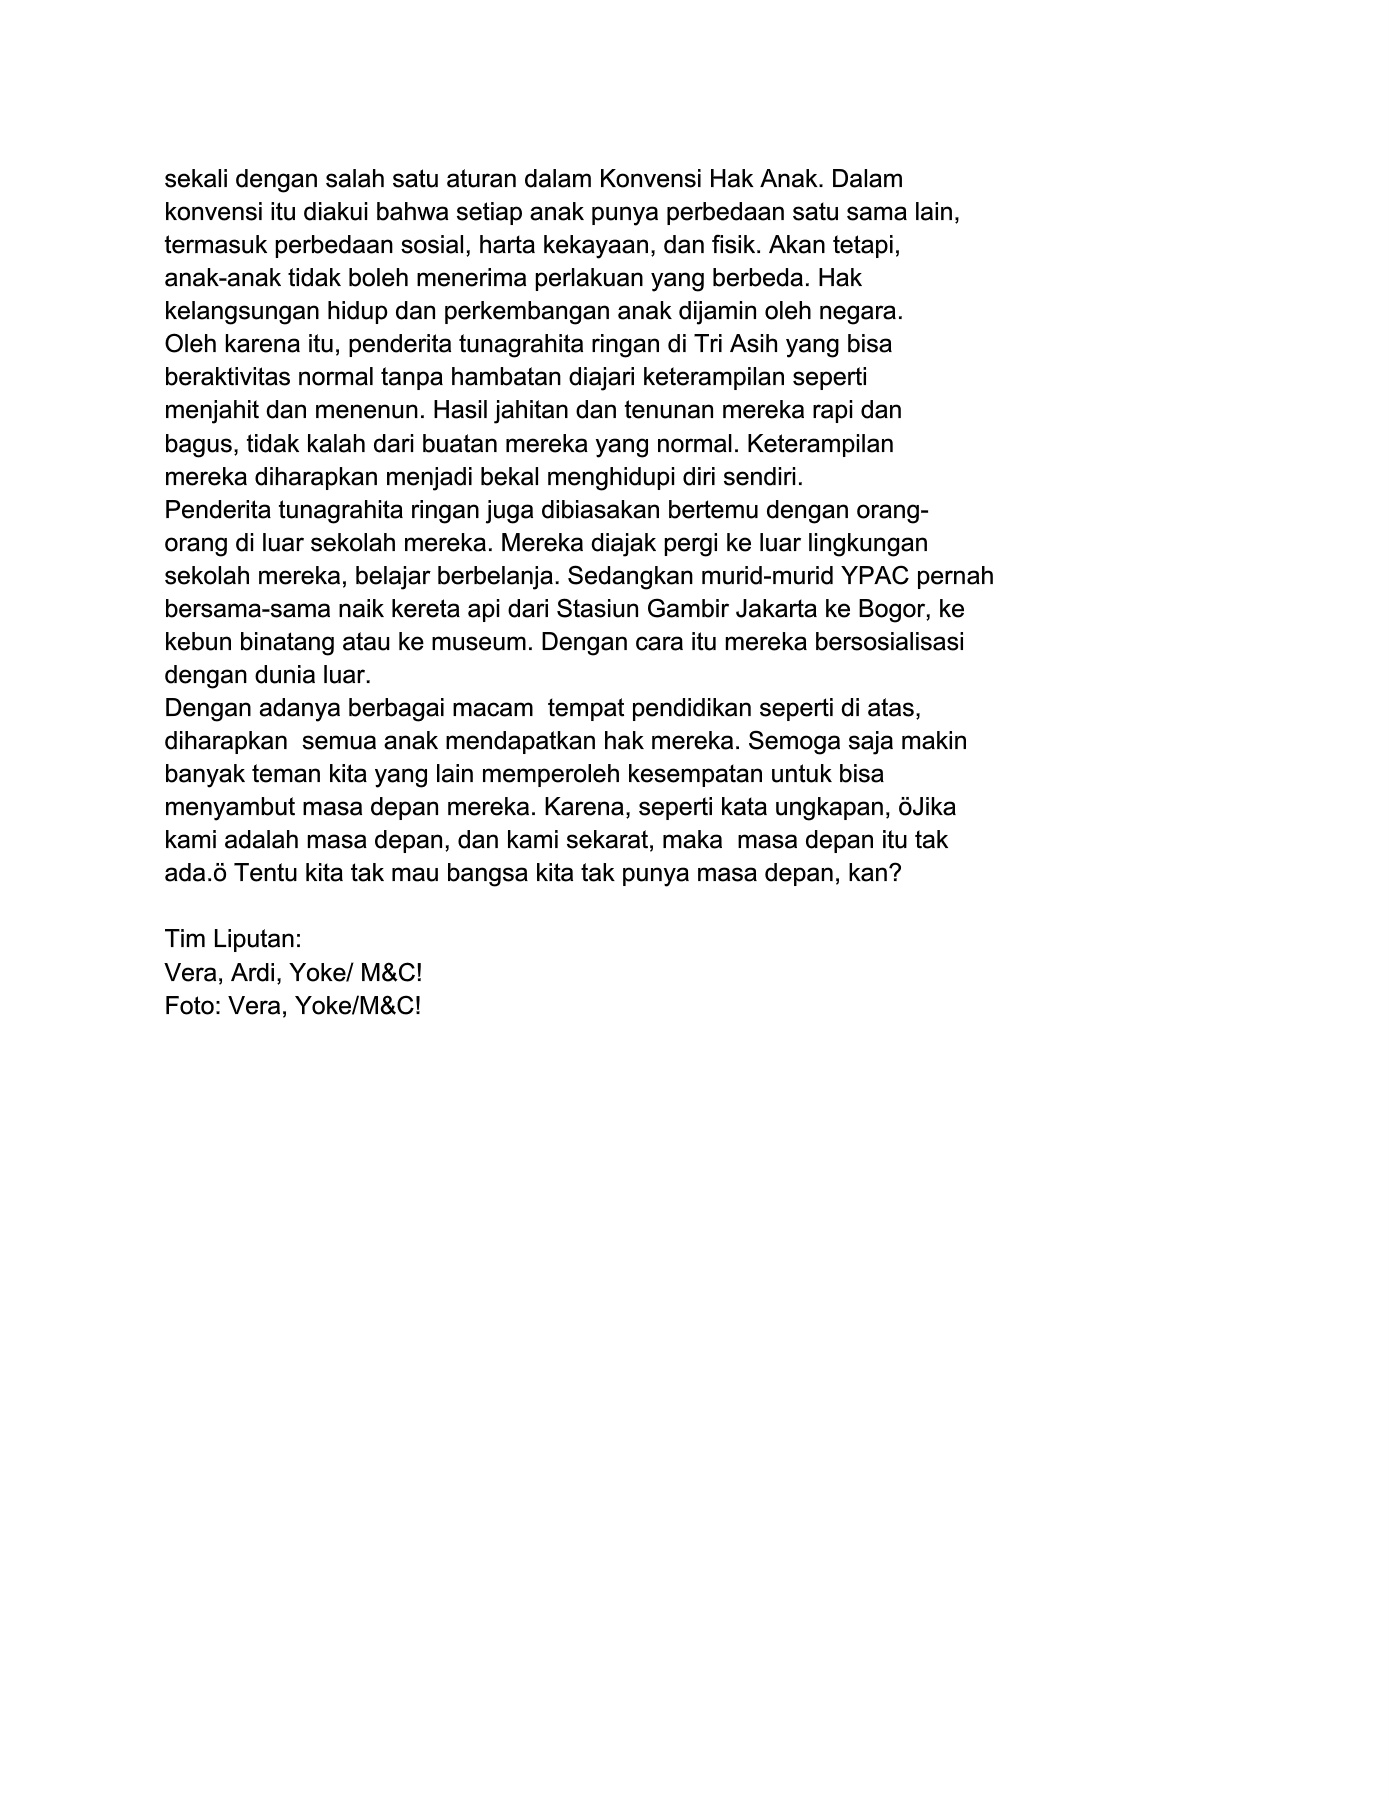 sekali dengan salah satu aturan dalam Konvensi Hak Anak. Dalam
konvensi itu diakui bahwa setiap anak punya perbedaan satu sama lain,
termasuk perbedaan sosial, harta kekayaan, dan fisik. Akan tetapi,
anak-anak tidak boleh menerima perlakuan yang berbeda. Hak
kelangsungan hidup dan perkembangan anak dijamin oleh negara.
Oleh karena itu, penderita tunagrahita ringan di Tri Asih yang bisa
beraktivitas normal tanpa hambatan diajari keterampilan seperti
menjahit dan menenun. Hasil jahitan dan tenunan mereka rapi dan
bagus, tidak kalah dari buatan mereka yang normal. Keterampilan
mereka diharapkan menjadi bekal menghidupi diri sendiri.
Penderita tunagrahita ringan juga dibiasakan bertemu dengan orang-
orang di luar sekolah mereka. Mereka diajak pergi ke luar lingkungan
sekolah mereka, belajar berbelanja. Sedangkan murid-murid YPAC pernah
bersama-sama naik kereta api dari Stasiun Gambir Jakarta ke Bogor, ke
kebun binatang atau ke museum. Dengan cara itu mereka bersosialisasi
dengan dunia luar.
Dengan adanya berbagai macam  tempat pendidikan seperti di atas,
diharapkan  semua anak mendapatkan hak mereka. Semoga saja makin
banyak teman kita yang lain memperoleh kesempatan untuk bisa
menyambut masa depan mereka. Karena, seperti kata ungkapan, öJika
kami adalah masa depan, dan kami sekarat, maka  masa depan itu tak
ada.ö Tentu kita tak mau bangsa kita tak punya masa depan, kan?

Tim Liputan:
Vera, Ardi, Yoke/ M&C!
Foto: Vera, Yoke/M&C!